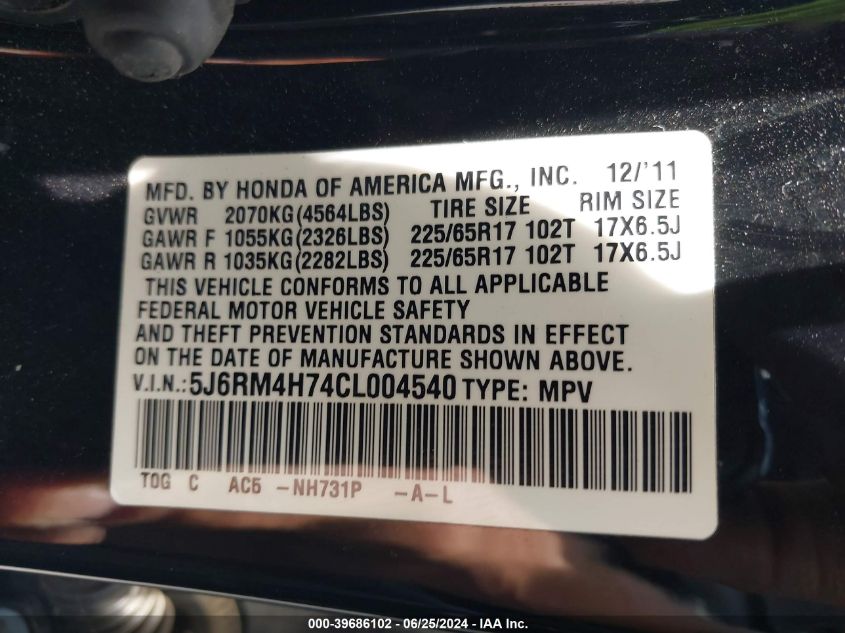 MFD. BY HONDA OF AMERICA MFG., INC. 12/'11
GVWR 2070KG(4564LBS) TIRE SIZE RIM SIZE
GAWR F 1055KG(2326LBS) 225/65R17 102T 17X6.5J
GAWR R 1035KG(2282LBS) 225/65R17 102T 17X6.5J
THIS VEHICLE CONFORMS TO ALL APPLICABLE
FEDERAL MOTOR VEHICLE SAFETY
AND THEFT PREVENTION STANDARDS IN EFFECT
ON THE DATE OF MANUFACTURE SHOWN ABOVE.
V.I.N.:5J6RM4H74CL004540 TYPE: MPV
TOG C AC5 -NH731P -A-L
000-39686102 - 06/25/2024 - IAA Inc.